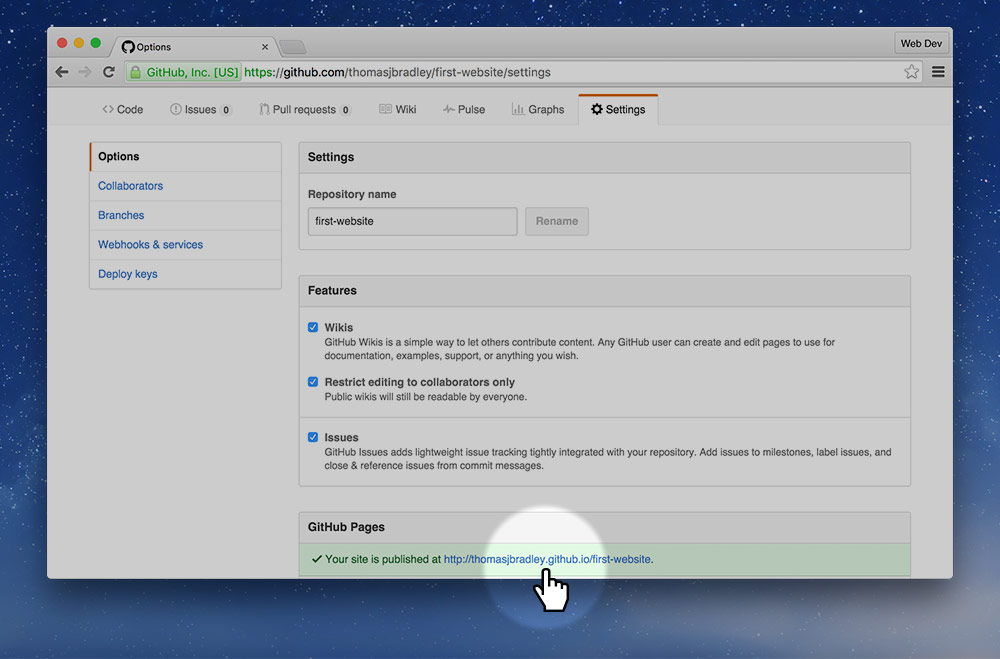 Options
Web Dev
GitHub, Inc. [US] https://github.com/thomasjbradley/first-website/settings
Code Issues 0 Pull requests 0 Wiki Pulse Graphs Settings
Options
Collaborators
Branches
Webhooks & services
Deploy keys
Settings
Repository name
first-website Rename
Features
Wikis
GitHub Wikis is a simple way to let others contribute content. Any GitHub user can create and edit pages to use for
documentation, examples, support, or anything you wish.
Restrict editing to collaborators only
Public wikis will still be readable by everyone.
Issues
GitHub Issues adds lightweight issue tracking tightly integrated with your repository. Add issues to milestones, label issues, and
close & reference issues from commit messages.
GitHub Pages
Your site is published at http://thomasjbradley.github.io/first-website.